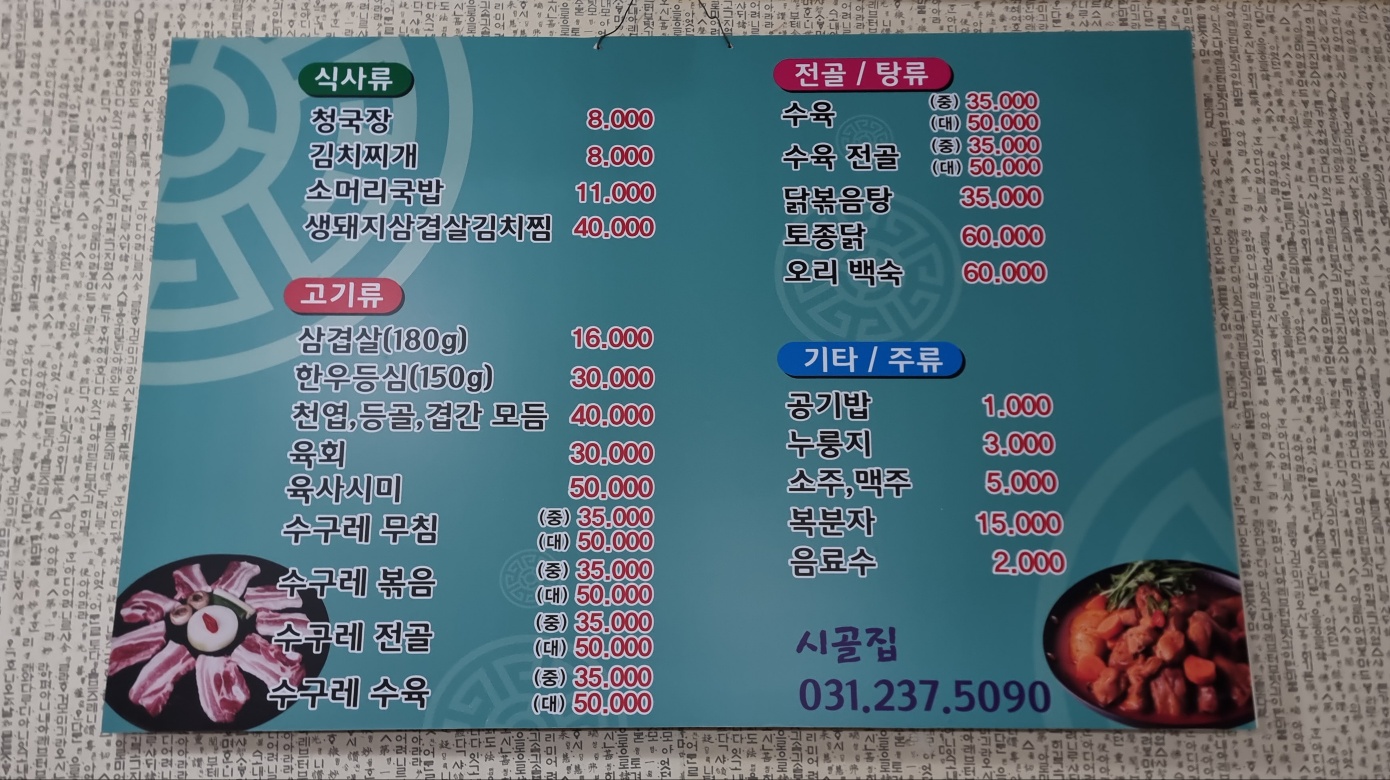 식사류
청국장 8.000
김치찌개 8.000
소머리국밥 11.000
생돼지삼겹살김치찜 40.000
고기류
삼겹살(180g) 16.000
한우등심(150g) 30.000
천엽,등골,겹간 모듬 40.000
육회 30.000
육사시미 50.000
수구레 무침 (중) 35.000
(대) 50.000
수구레 볶음 (중) 35.000
(대) 50.000
수구레 전골 (중) 35.000
(대) 50.000
수구레 수육 (중) 35.000
(대) 50.000
전골 / 탕류
수육 (중) 35.000
(대) 50.000
수육 전골 (중) 35.000
(대) 50.000
닭볶음탕 35.000
토종닭 60.000
오리 백숙 60.000
기타 / 주류
공기밥 1.000
누룽지 3.000
소주,맥주 5.000
복분자 15.000
음료수 2.000
시골집
031.237.5090